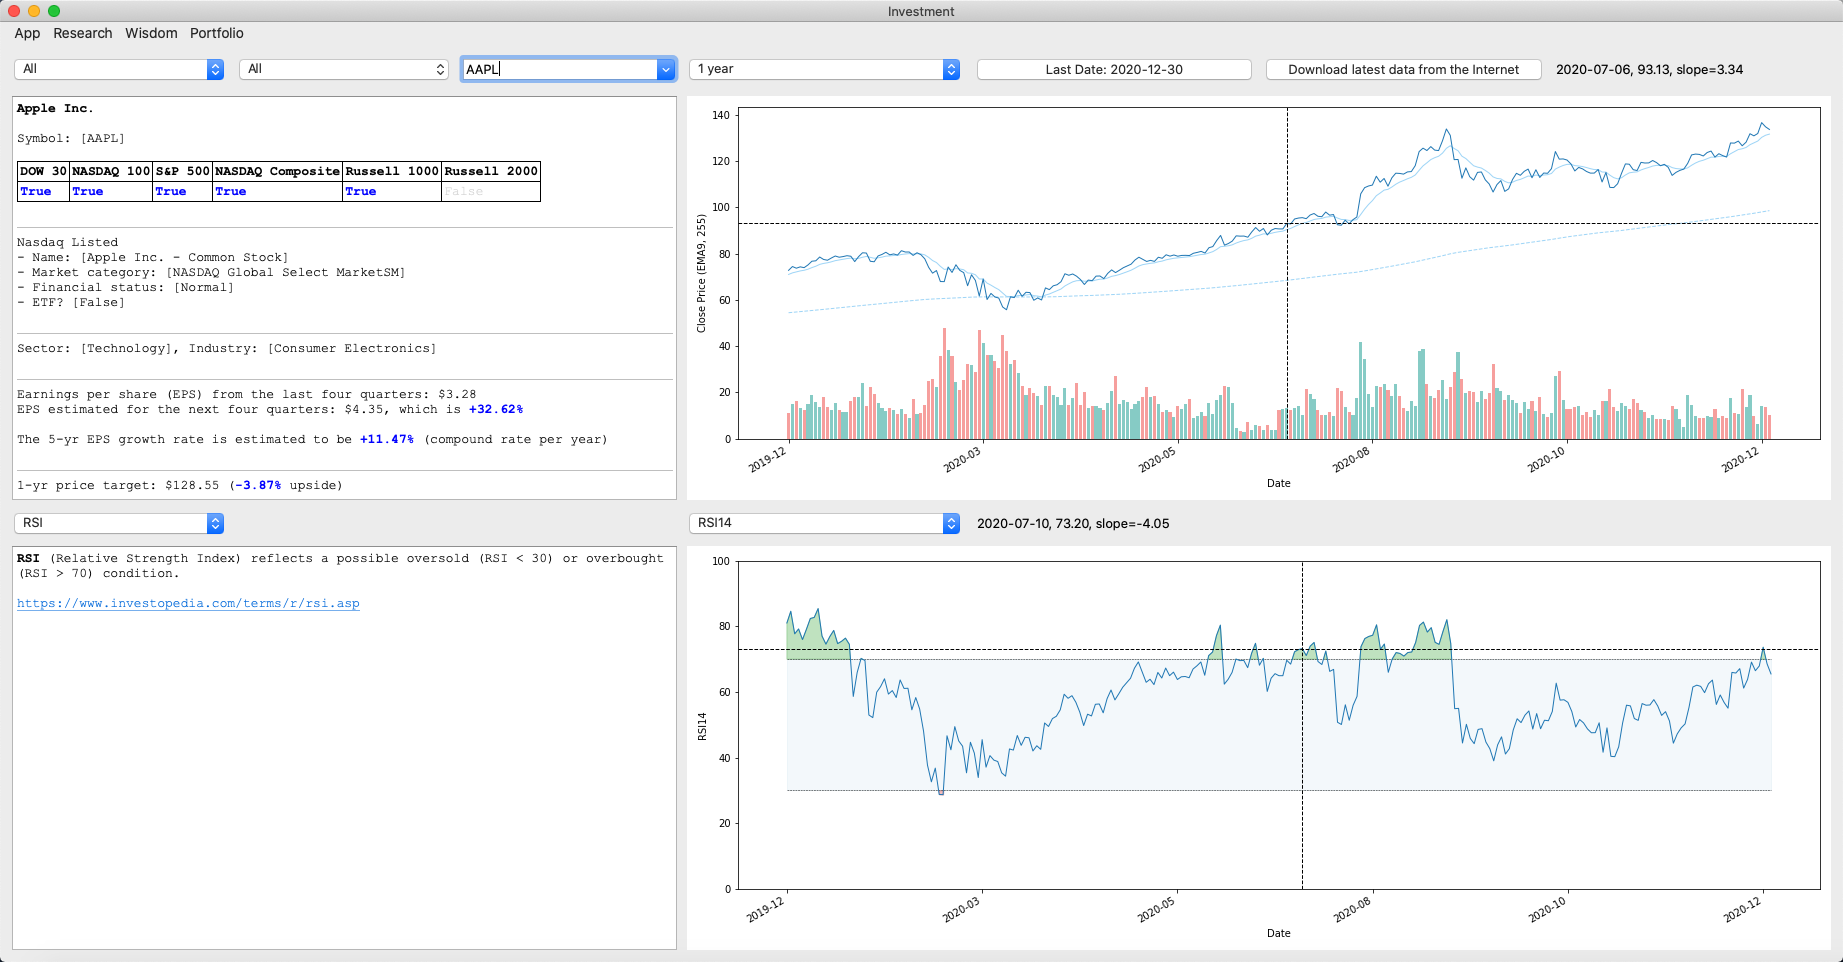 Investment
App Research Wisdom Portfolio
All All AAPL 1 year Last Date: 2020-12-30 Download latest data from the Internet 2020-07-06, 93.13, slope=3.34
Apple Inc.
Symbol: [AAPL]
DOW 30 NASDAQ 100 S&P 500 NASDAQ Composite Russell 1000 Russell 2000
True True True True True False
Nasdaq Listed
- Name: [Apple Inc. - Common Stock]
- Market category: [NASDAQ Global Select MarketSM]
- Financial status: [Normal]
- ETF? [False]
Sector: [Technology], Industry: [Consumer Electronics]
Earnings per share (EPS) from the last four quarters: $3.28
EPS estimated for the next four quarters: $4.35, which is +32.62%
The 5-yr EPS growth rate is estimated to be +11.47% (compound rate per year)
1-yr price target: $128.55 (-3.87% upside)
140
120
100
80
60
40
20
0
Close Price (EMA9, 255)
2019-12 2020-03 2020-05 2020-08 2020-10 2020-12
Date
RSI RSI14 2020-07-10, 73.20, slope=-4.05
RSI (Relative Strength Index) reflects a possible oversold (RSI < 30) or overbought
(RSI > 70) condition.
https://www.investopedia.com/terms/r/rsi.asp
100
80
60
40
20
0
RSI14
2019-12 2020-03 2020-05 2020-08 2020-10 2020-12
Date